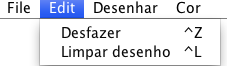 File Edit Desenhar Cor
Desfazer ^Z
Limpar desenho ^L